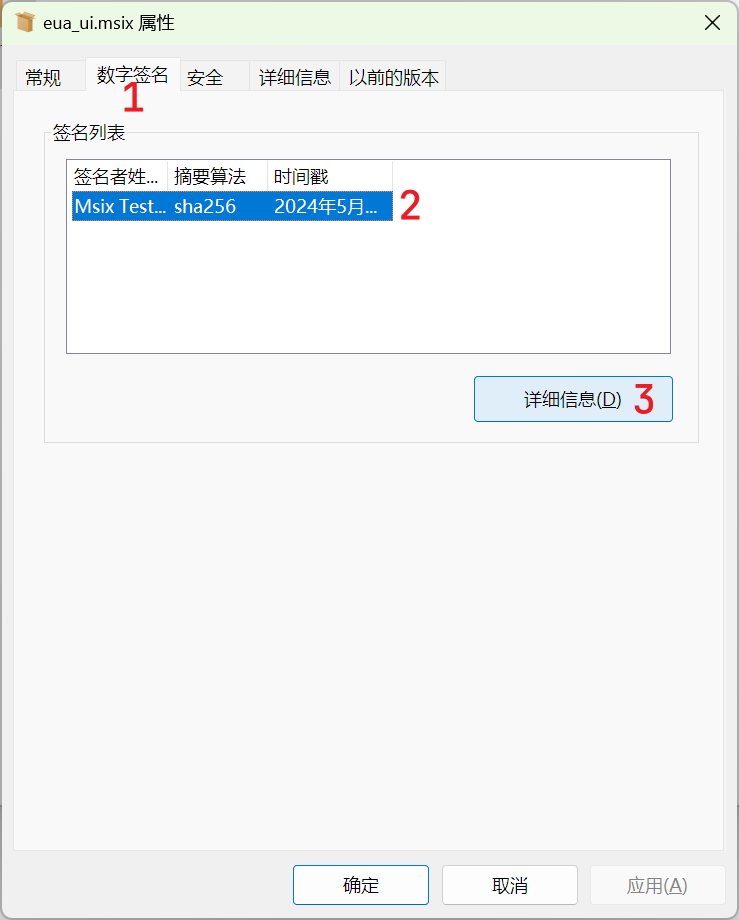 eua_ui.msix 属性
常规 数字签名 安全 详细信息 以前的版本
1
签名列表
签名者姓... 摘要算法 时间戳
Msix Test... sha256 2024年5月... 2
详细信息(D) 3
确定 取消 应用(A)